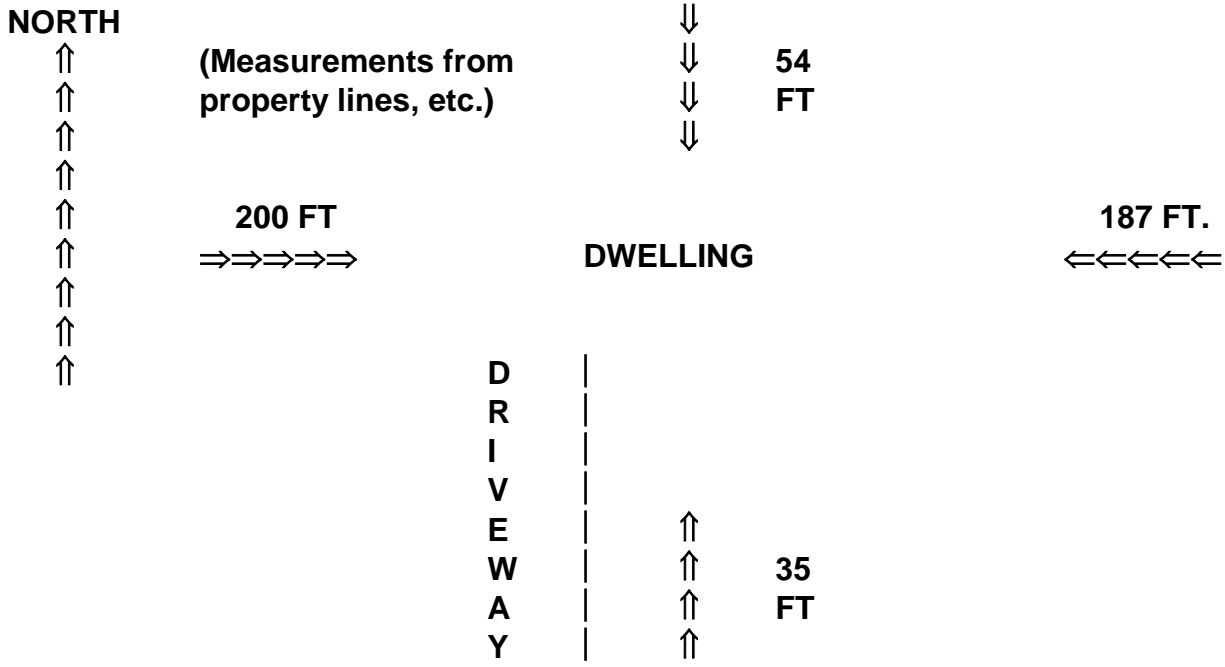 NORTH ⇓
⇑ (Measurements from ⇓ 54
⇑ property lines, etc.) ⇓ FT
⇑ ⇓
⇑
⇑ 200 FT 187 FT.
⇑ ⇒⇒⇒⇒⇒ DWELLING ⇐⇐⇐⇐⇐
⇑
⇑
⇑ D |
R |
I |
V |
E | ⇑
W | ⇑ 35
A | ⇑ FT
Y | ⇑